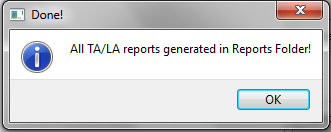 Done!
All TA/LA reports generated in Reports Folder!
OK